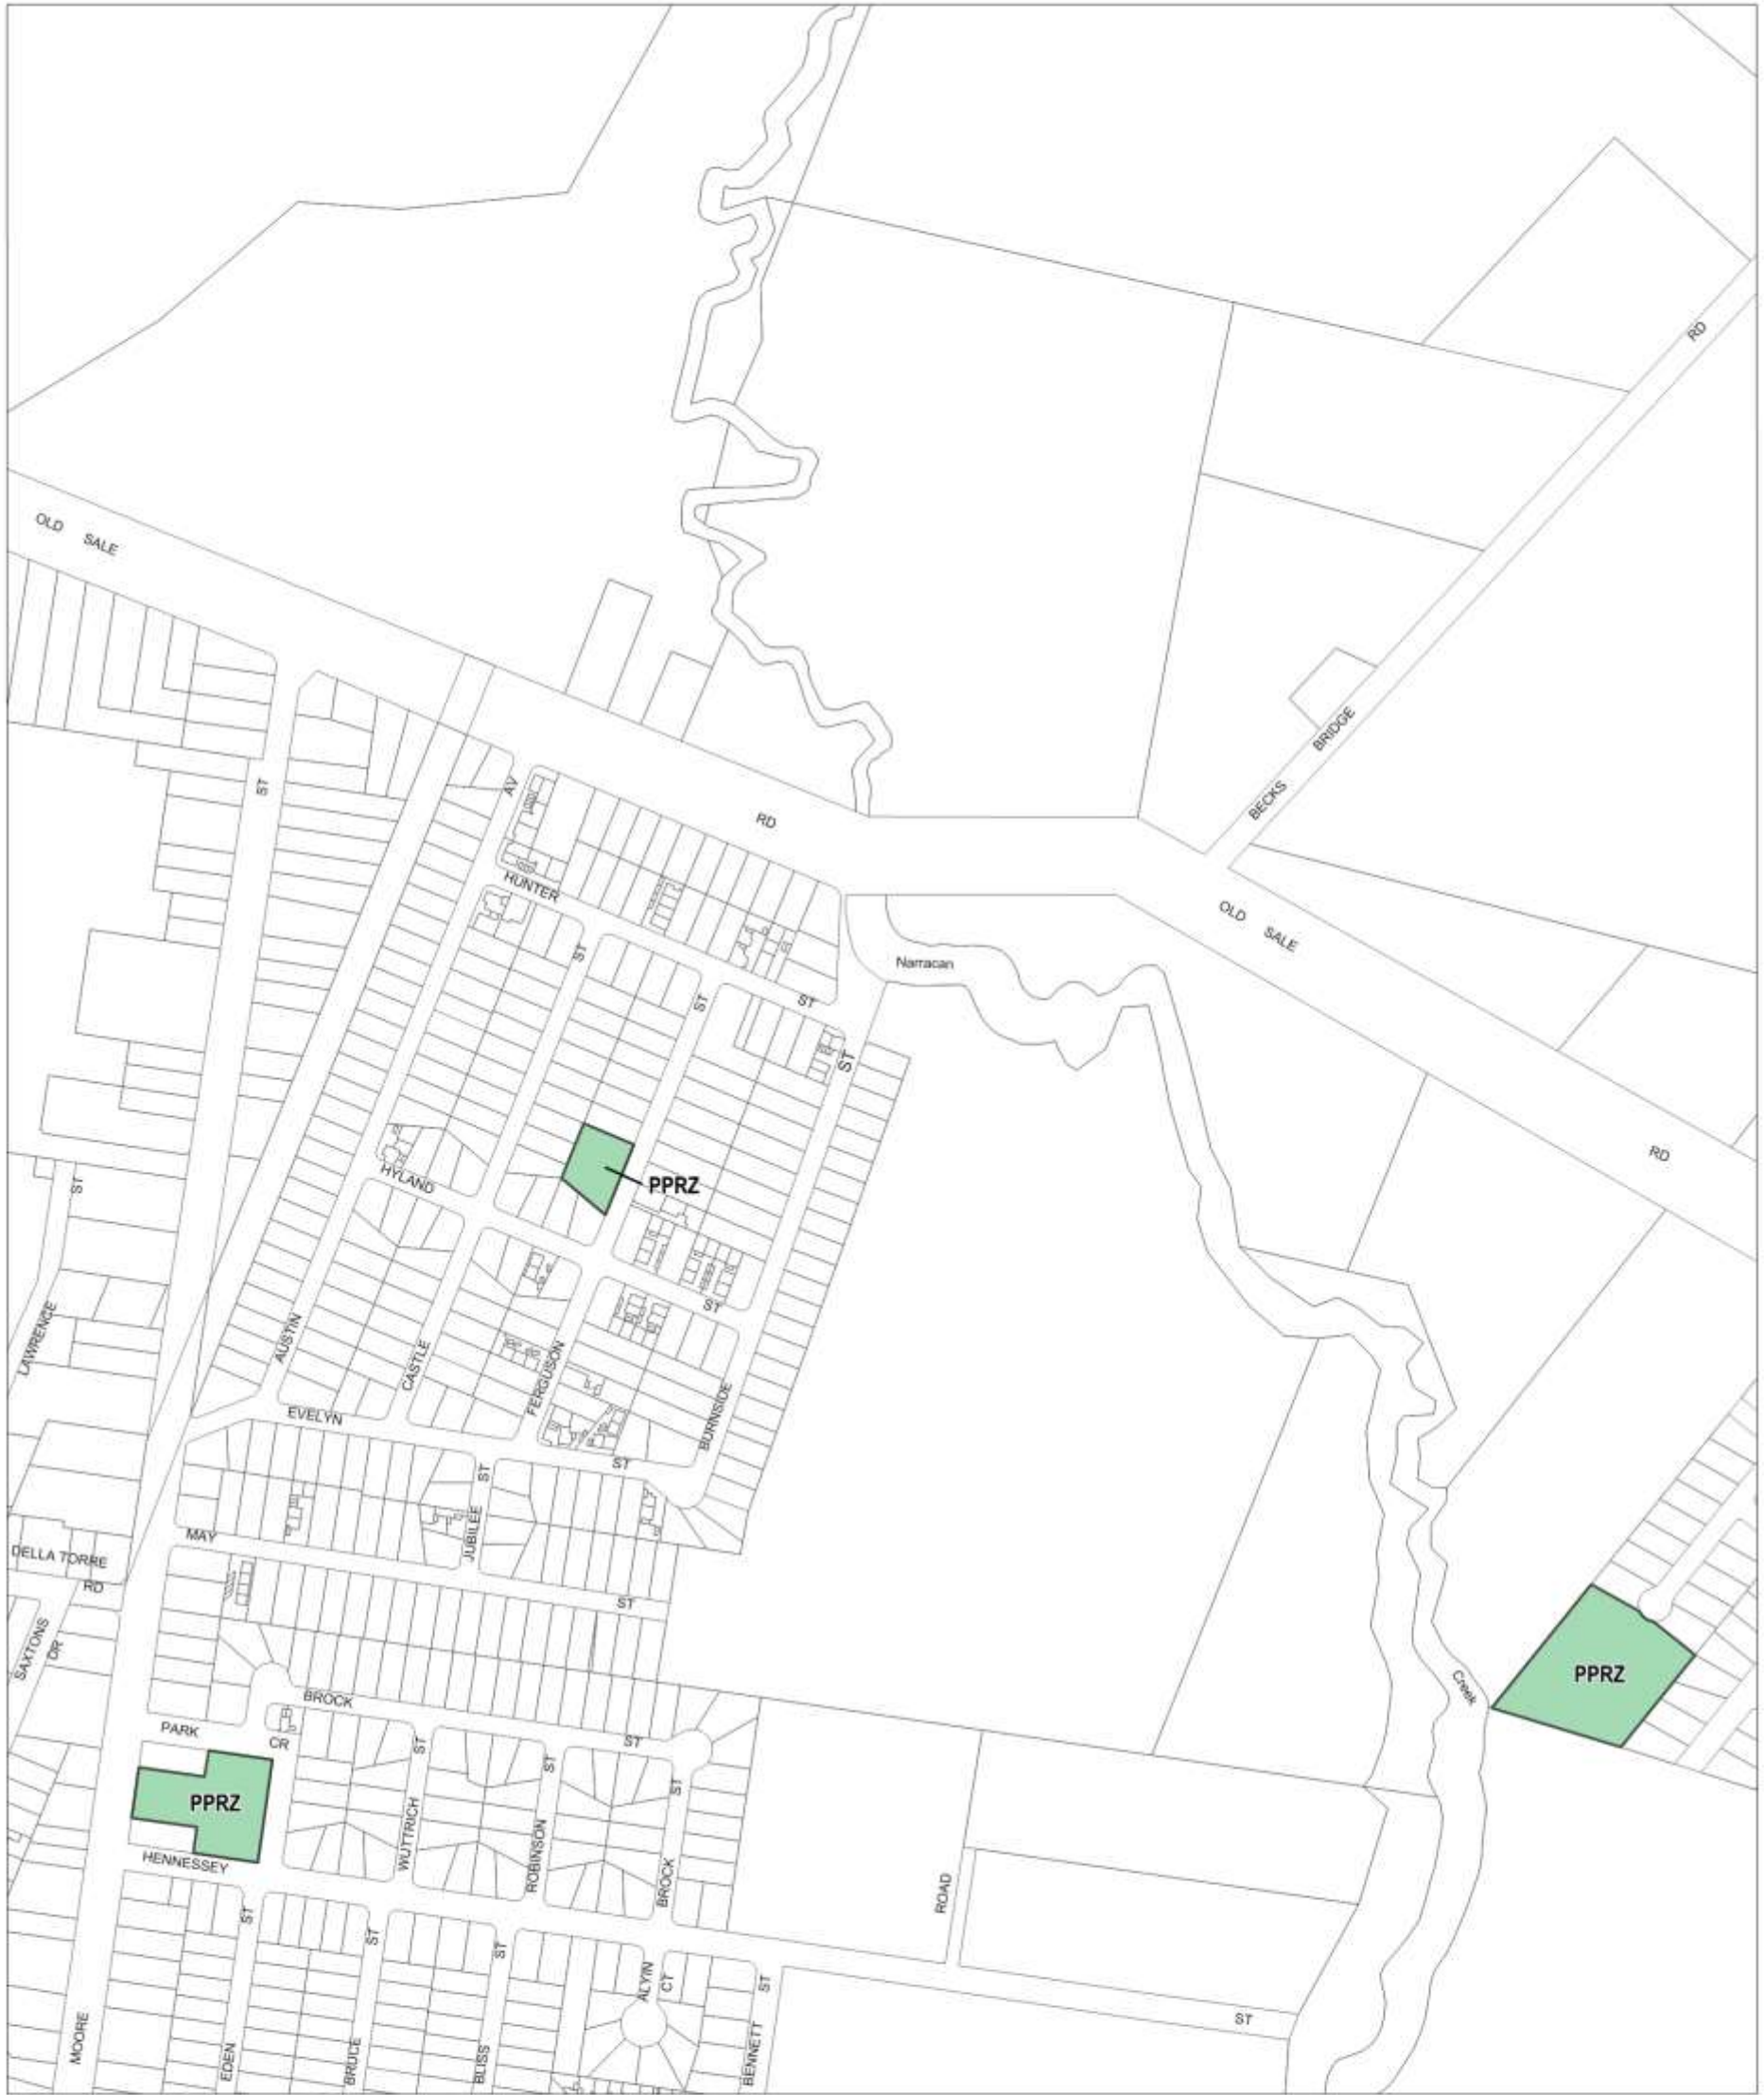 RD
OLD SALE
BRIDGE
ST
AV
BECKS
RD
HUNTER
OLD SALE
ST
Narracan
ST
ST
ST
RD
HYLAND
PPRZ
ST
ST
LAWRENCE
AUSTIN
CASTLE
FERGUSON
BURNSIDE
EVELYN
ST
ST
JUBILEE
MAY
DELLA TORRE
RD
ST
SAXTONS
DR
PPRZ
Creek
BROCK
PARK
CR
ST
ST
ST
ST
PPRZ
WUTTRICH
ROBINSON
BROCK
HENNESSEY
ROAD
ST
ST
ST
ALYIN
CT
ST
ST
MOORE
EDEN
BRUCE
BLISS
BENNETT